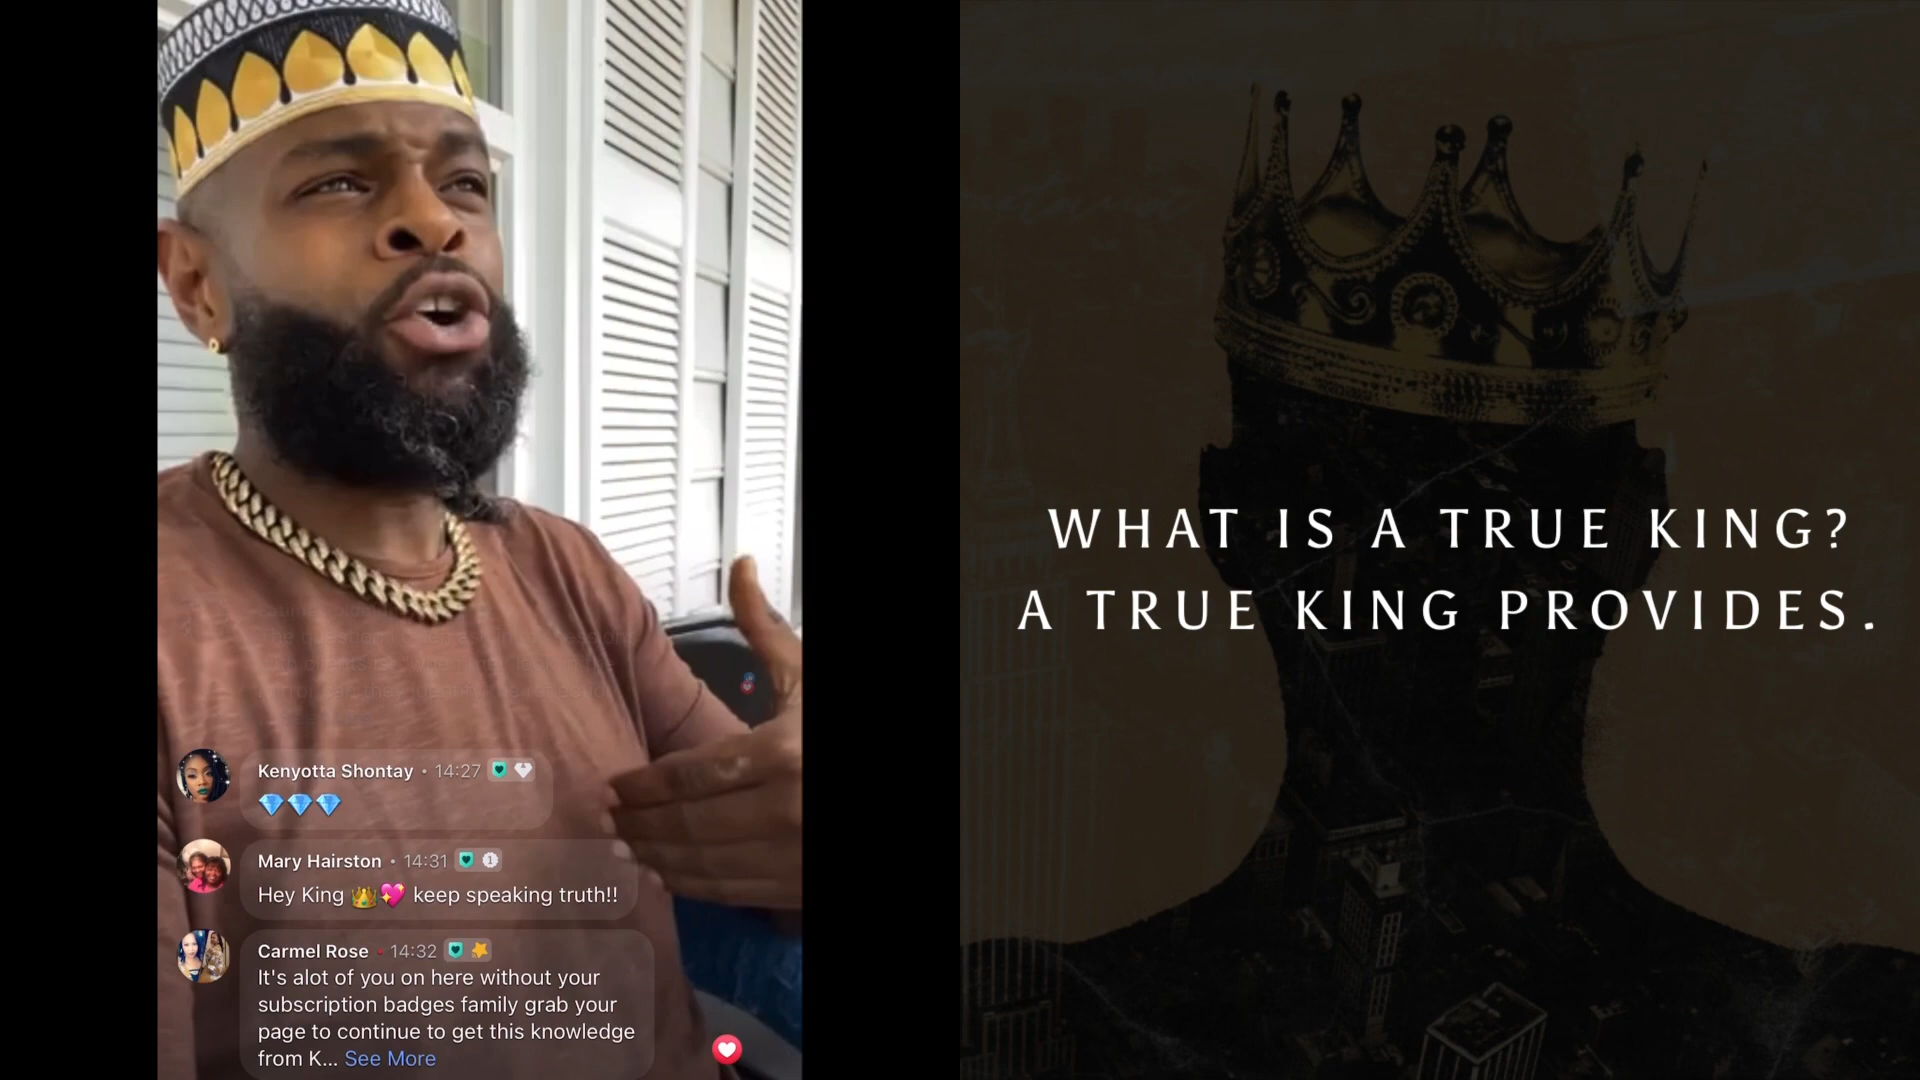 Kenyotta Shontay • 14:27
💎💎💎
Mary Hairston • 14:31
Hey King 👑💖 keep speaking truth!!
Carmel Rose • 14:32
It's alot of you on here without your
subscription badges family grab your
page to continue to get this knowledge
from K... See More
WHAT IS A TRUE KING?
A TRUE KING PROVIDES.